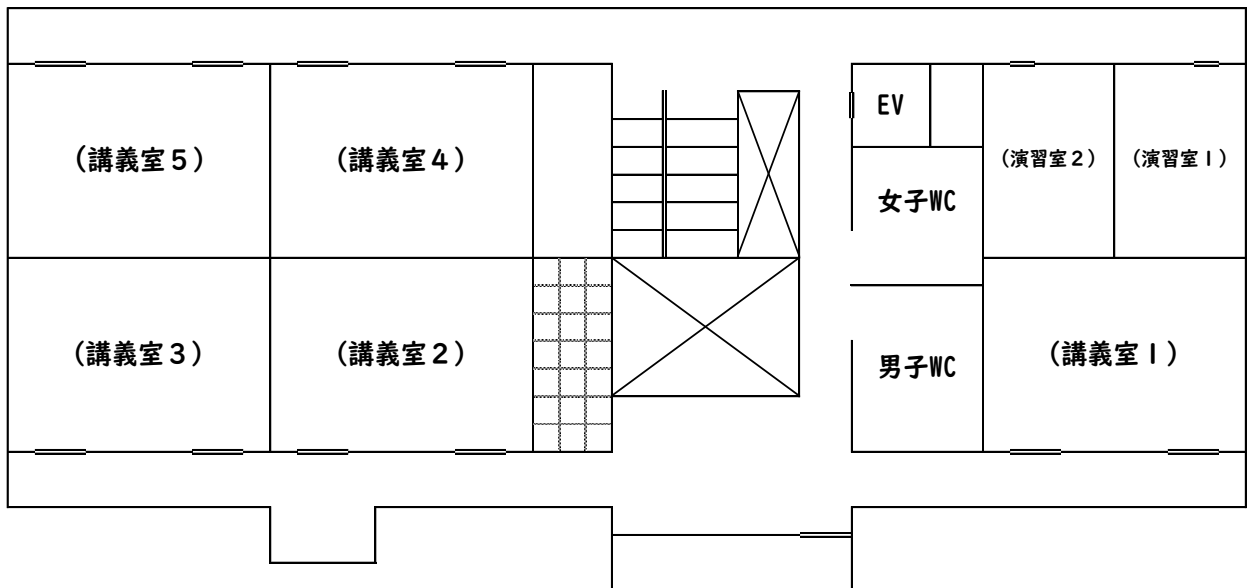 EV
(講義室5)
(講義室4)
(演習室2)
(演習室1)
女子WC
(講義室3)
(講義室2)
男子WC
(講義室1)